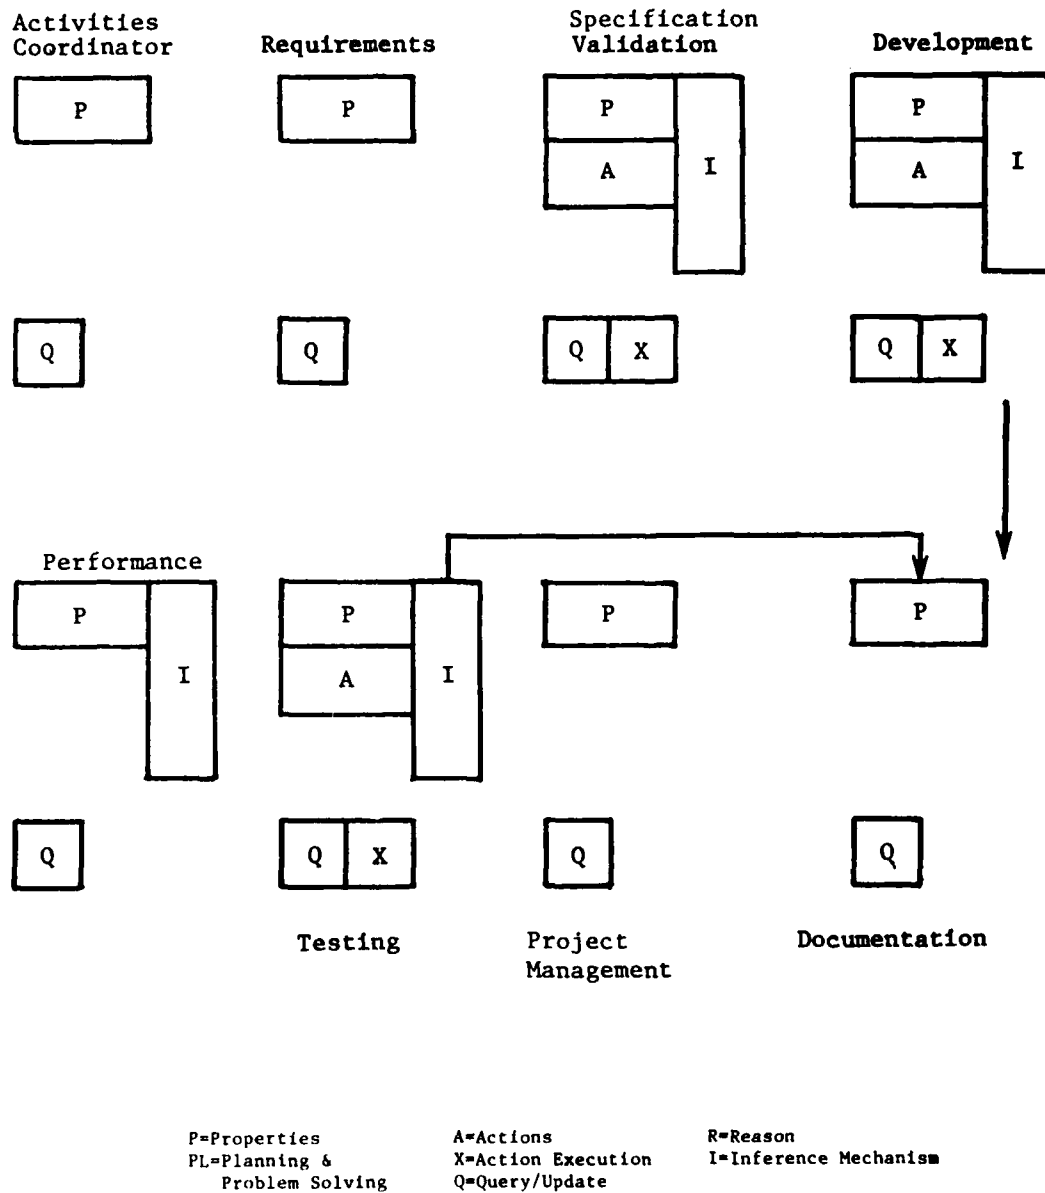 Activities
Coordinator
Requirements
Specification
Validation
Development
P
P
P
A
I
P
A
I
Q
Q
Q X
Q X
Performance
P
I
P
A
I
P
P
Q
Q X
Q
Q
Testing
Project
Management
Documentation
P=Properties
PL=Planning &
Problem Solving
A=Actions
X=Action Execution
Q=Query/Update
R=Reason
I=Inference Mechanism